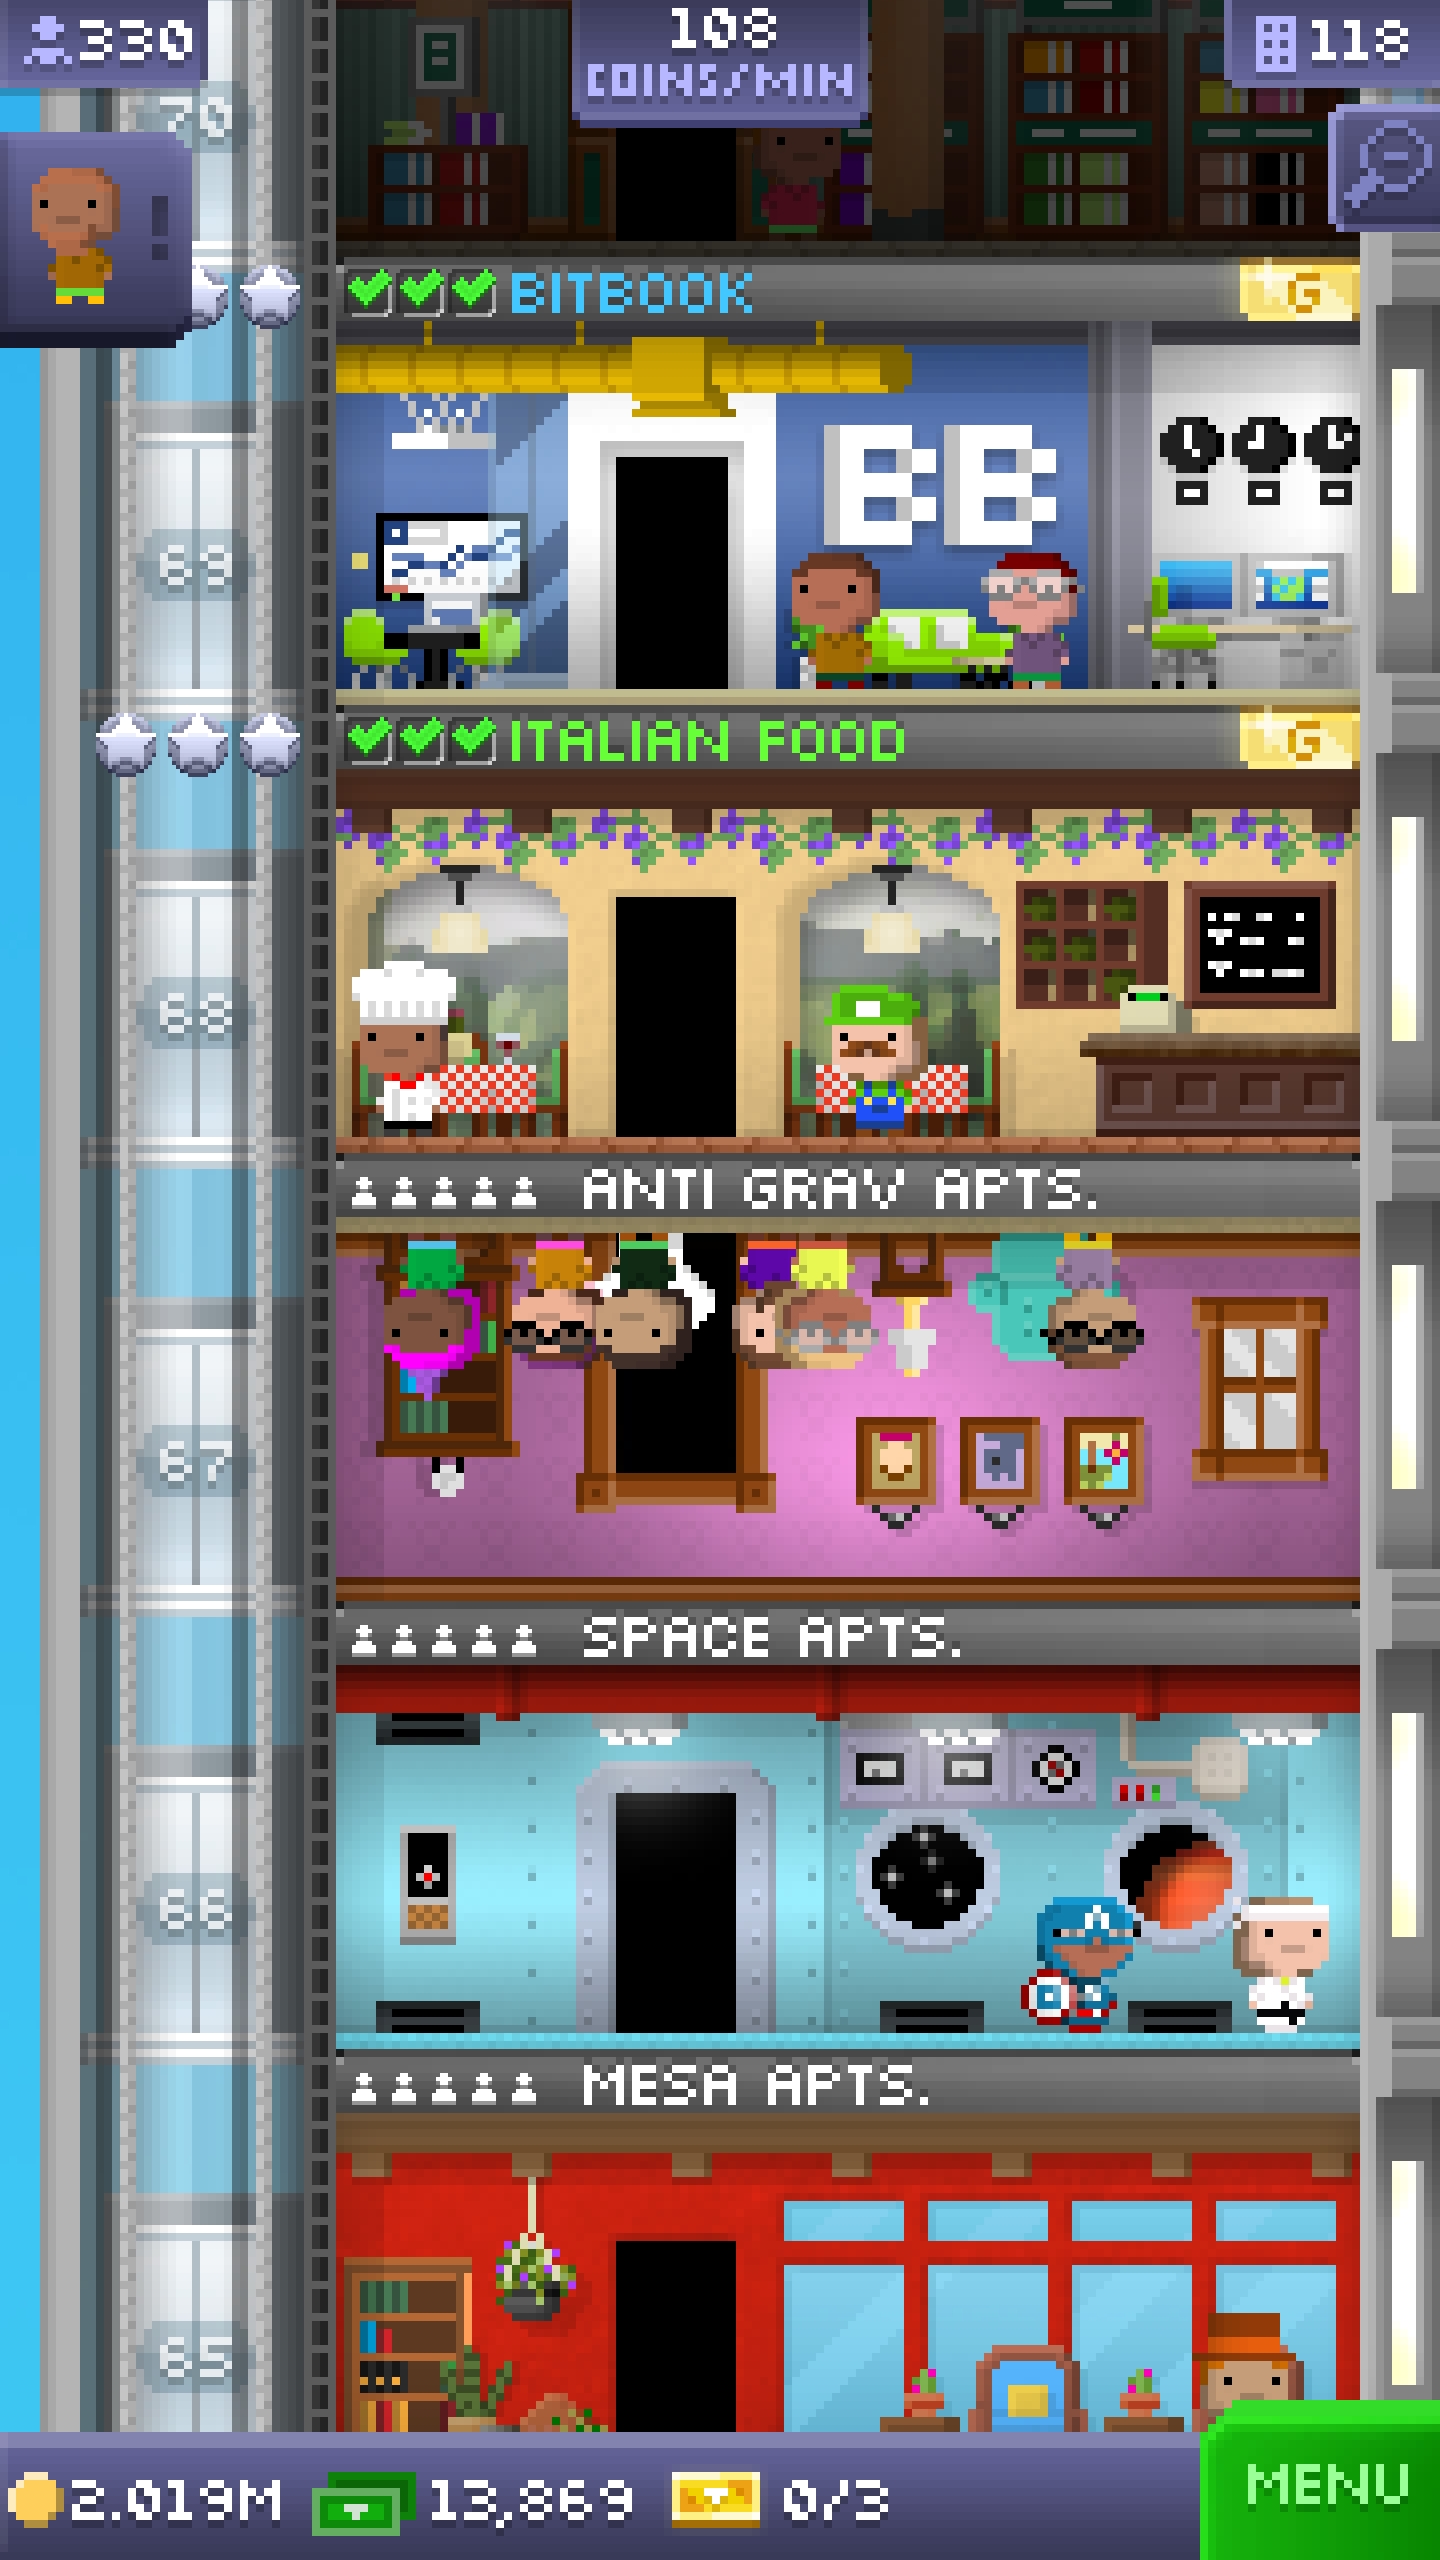 330
108
COINS/MIN
118
70
!
BITBOOK
G
BB
69
ITALIAN FOOD
G
68
ANTI GRAV APTS.
67
SPACE APTS.
A
66
MESA APTS.
65
2.019M
13,869
0/3
MENU